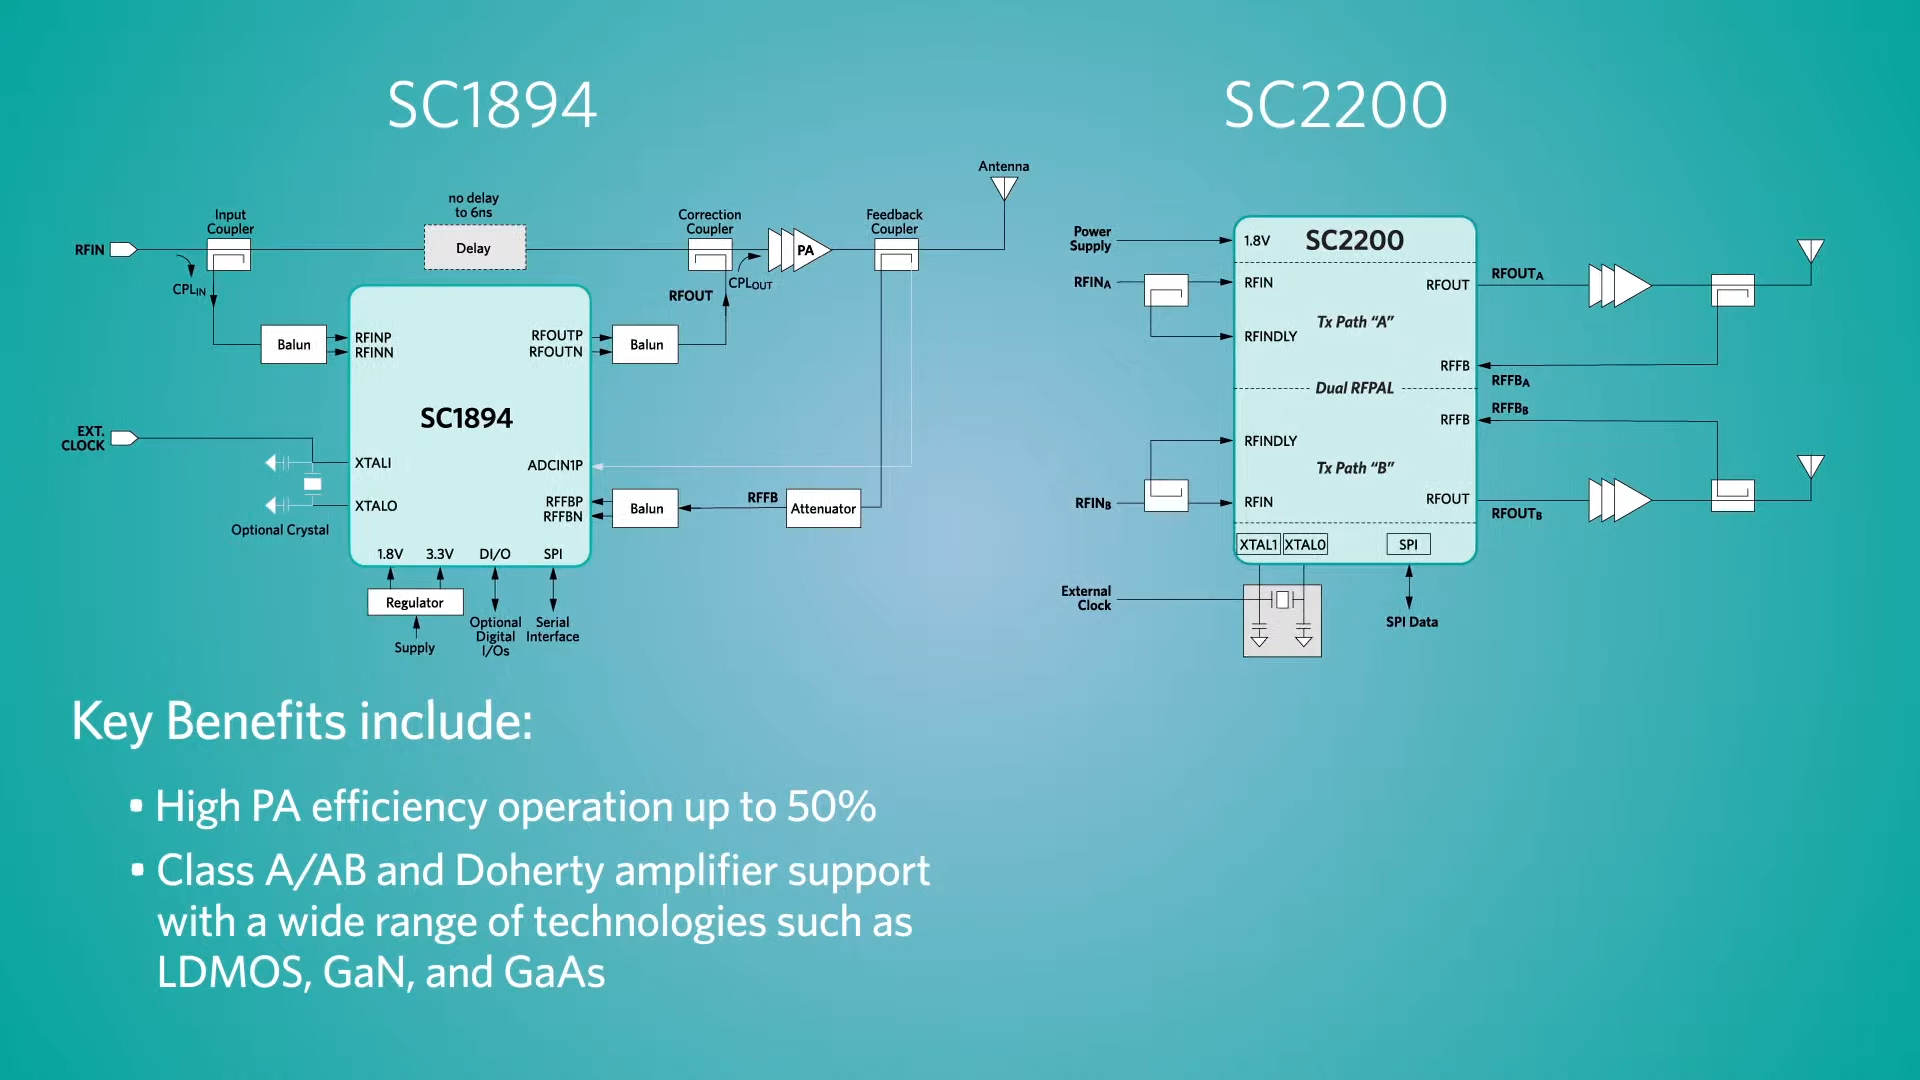 SC1894
SC2200
Antenna
no delay
to 6ns
Input
Coupler
Correction
Coupler
Feedback
Coupler
RFIN
Delay
PA
CPLIN
CPLOUT
RFOUT
Balun
RFINP
RFINN
RFOUTP
RFOUTN
Balun
SC1894
EXT.
CLOCK
XTALI
XTALO
Optional Crystal
ADCIN1P
RFFBP
RFFBN
Balun
RFFB
Attenuator
1.8V
3.3V
DI/O
SPI
Regulator
Supply
Optional
Digital
I/Os
Serial
Interface
Power
Supply
1.8V
SC2200
RFINA
RFIN
RFOUT
RFOUTA
Tx Path “A”
RFINDLY
RFFB
RFFBA
Dual RFPAL
RFFBB
RFFB
RFINDLY
Tx Path “B”
RFINB
RFIN
RFOUT
RFOUTB
XTAL1
XTAL0
SPI
External
Clock
SPI Data
Key Benefits include:
▪ High PA efficiency operation up to 50%
▪ Class A/AB and Doherty amplifier support
with a wide range of technologies such as
LDMOS, GaN, and GaAs